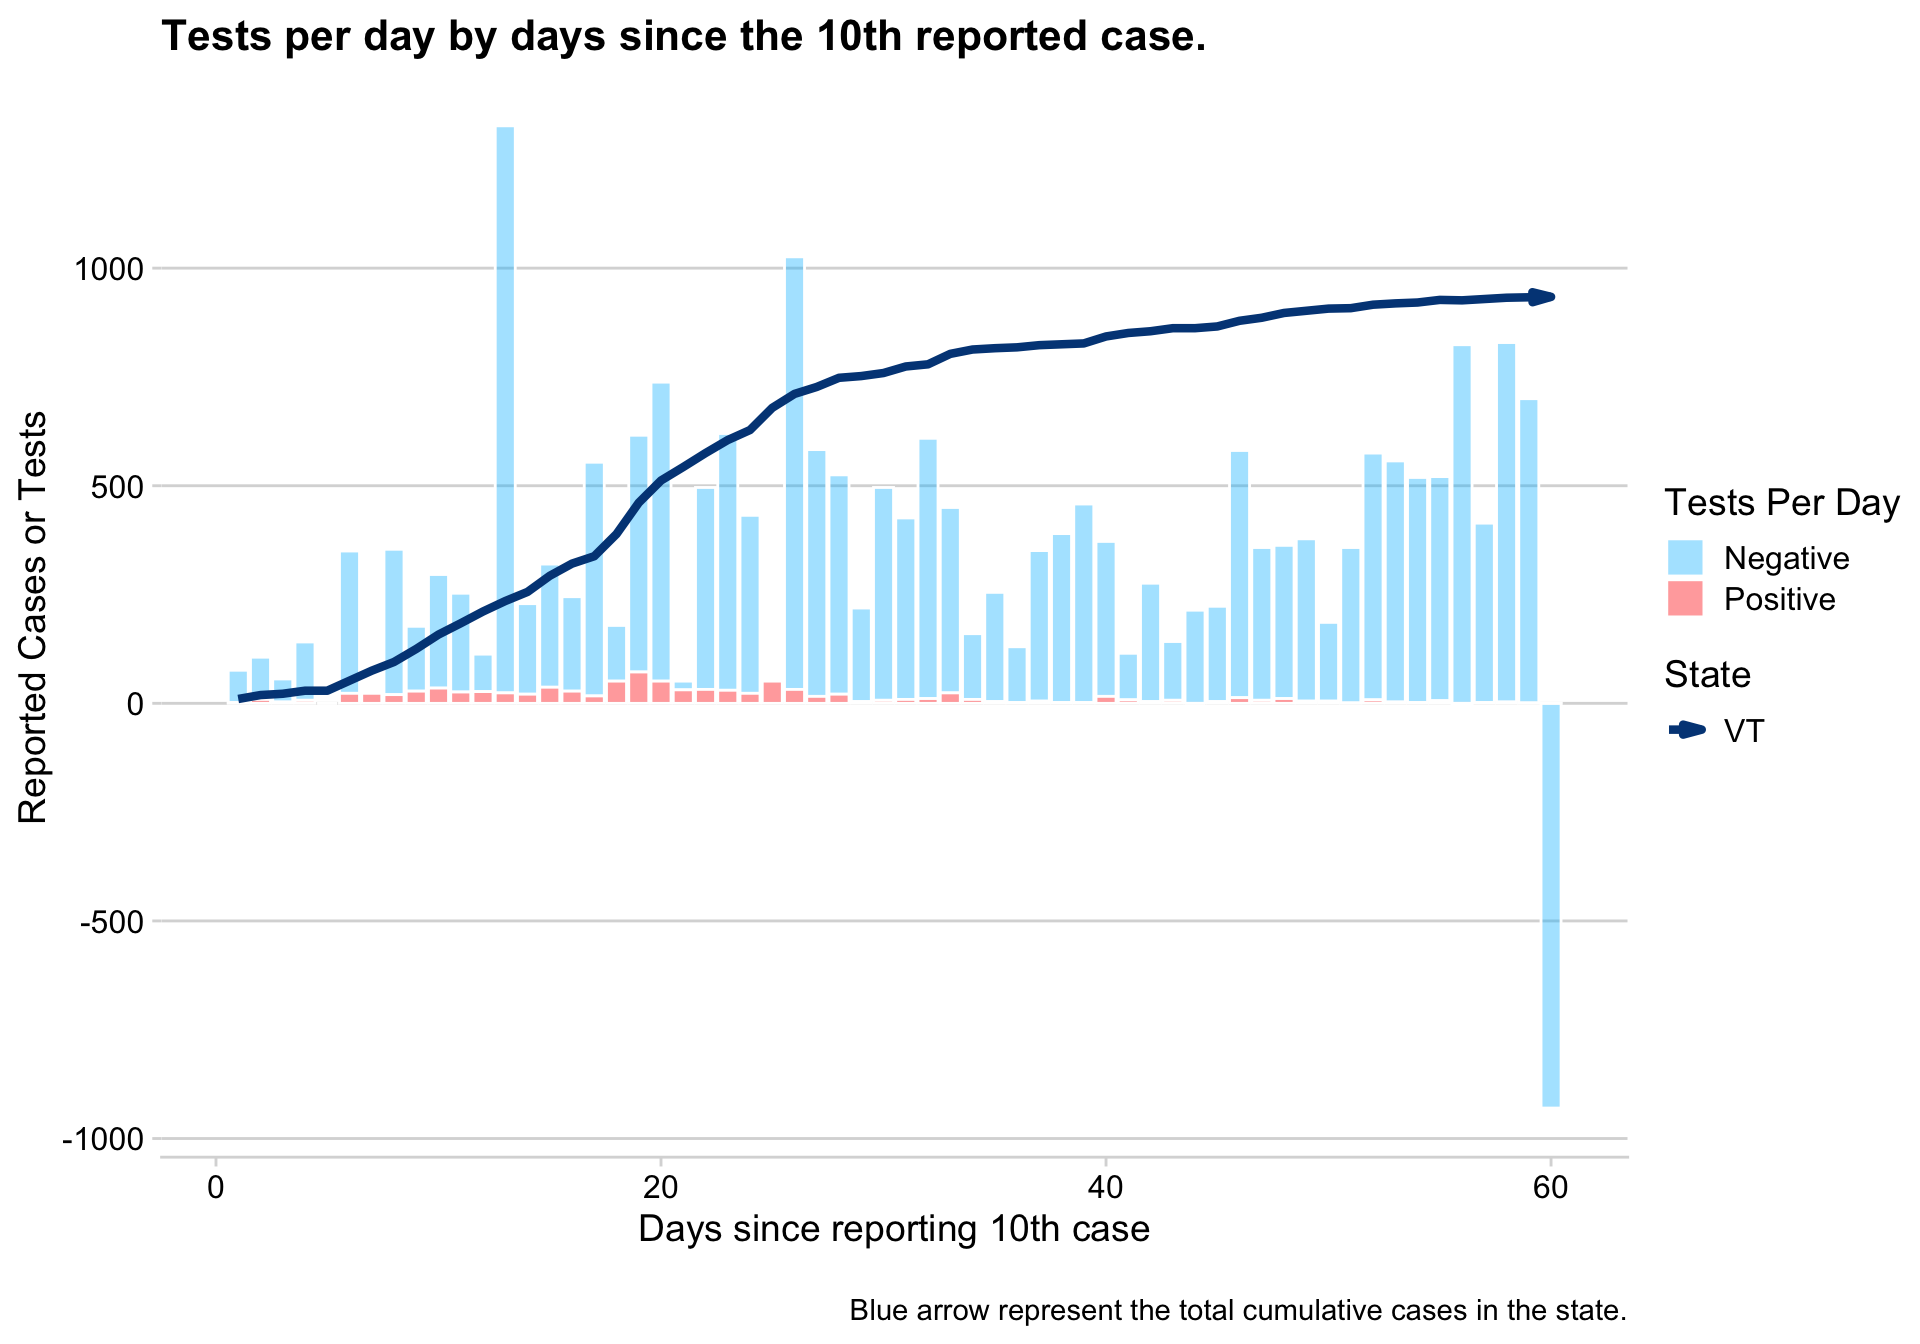 Tests per day by days since the 10th reported case.
Reported Cases or Tests
1000
500
0
-500
-1000
0
20
40
60
Days since reporting 10th case
Tests Per Day
Negative
Positive
State
VT
Blue arrow represent the total cumulative cases in the state.